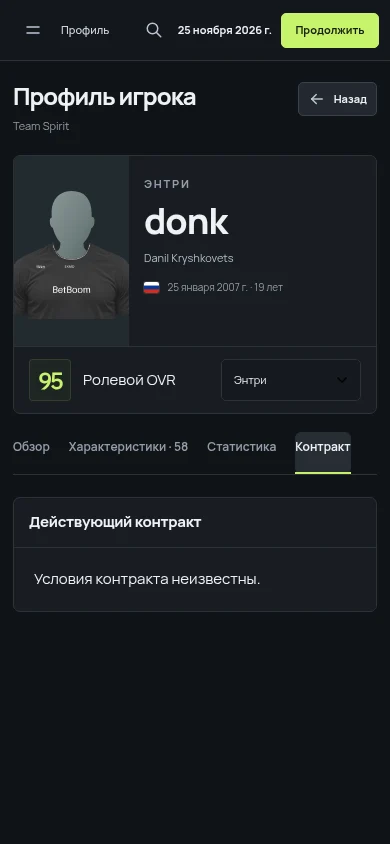 Профиль
25 ноября 2026 г.
Продолжить
Профиль игрока
Назад
Team Spirit
ЭНТРИ
donk
Danil Kryshkovets
25 января 2007 г. · 19 лет
BetBoom
95
Ролевой OVR
Энтри
Обзор
Характеристики · 58
Статистика
Контракт
Действующий контракт
Условия контракта неизвестны.